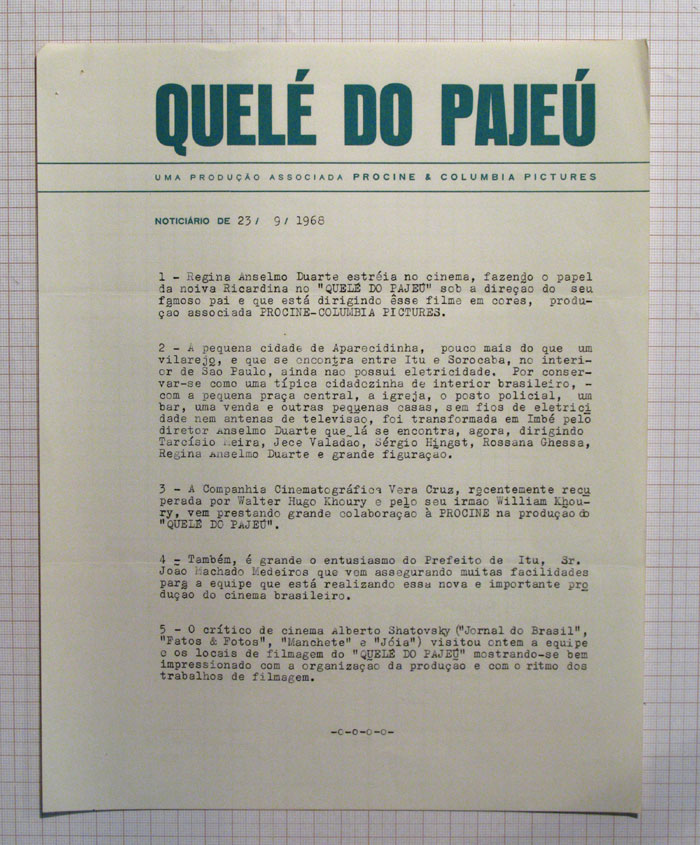 QUELÉ DO PAJEÚ
UMA PRODUÇÃO ASSOCIADA PROCINE & COLUMBIA PICTURES
NOTICIÁRIO DE 23/ 9/ 1968
1 - Regina Anselmo Duarte estréia no cinema, fazendo o papel
da noiva Ricardina no "QUELÉ DO PAJEÚ" sob a direção do seu
famoso pai e que está dirigindo êsse filme em cores, produ-
çao associada PROCINE-COLUMBIA PICTURES.
2 - A pequena cidade de Aparecidinha, pouco mais do que um
vilarejo, e que se encontra entre Itu e Sorocaba, no interi-
or de São Paulo, ainda nao possui eletricidade. Por conser-
var-se como uma típica cidadezinha de interior brasileiro, -
com a pequena praça central, a igreja, o posto policial, um
bar, uma venda e outras pequenas casas, sem fios de eletrici
dade nem antenas de televisao, foi transformada em Imbé pelo
diretor Anselmo Duarte que lá se encontra, agora, dirigindo
Tarcísio Meira, Jece Valadao, Sérgio Hingst, Rossana Ghessa,
Regina Anselmo Duarte e grande figuração.
3 - A Companhia Cinematográfica Vera Cruz, recentemente recu
perada por Walter Hugo Khoury e pelo seu irmão William Khou-
ry, vem prestando grande colaboração à PROCINE na produção do
"QUELÉ DO PAJEÚ".
4 - Também, é grande o entusiasmo do Prefeito de Itu, Sr.
João Machado Medeiros que vem assegurando muitas facilidades
para a equipe que está realizando essa nova e importante pro
dução do cinema brasileiro.
5 - O crítico de cinema Alberto Shatovsky ("Jornal do Brasil",
"Fatos & Fotos", "Manchete" e "Jóia") visitou ontem a equipe
e os locais de filmagem do "QUELÉ DO PAJEÚ" mostrando-se bem
impressionado com a organização da produção e com o ritmo dos
trabalhos de filmagem.
-o-o-o-o-